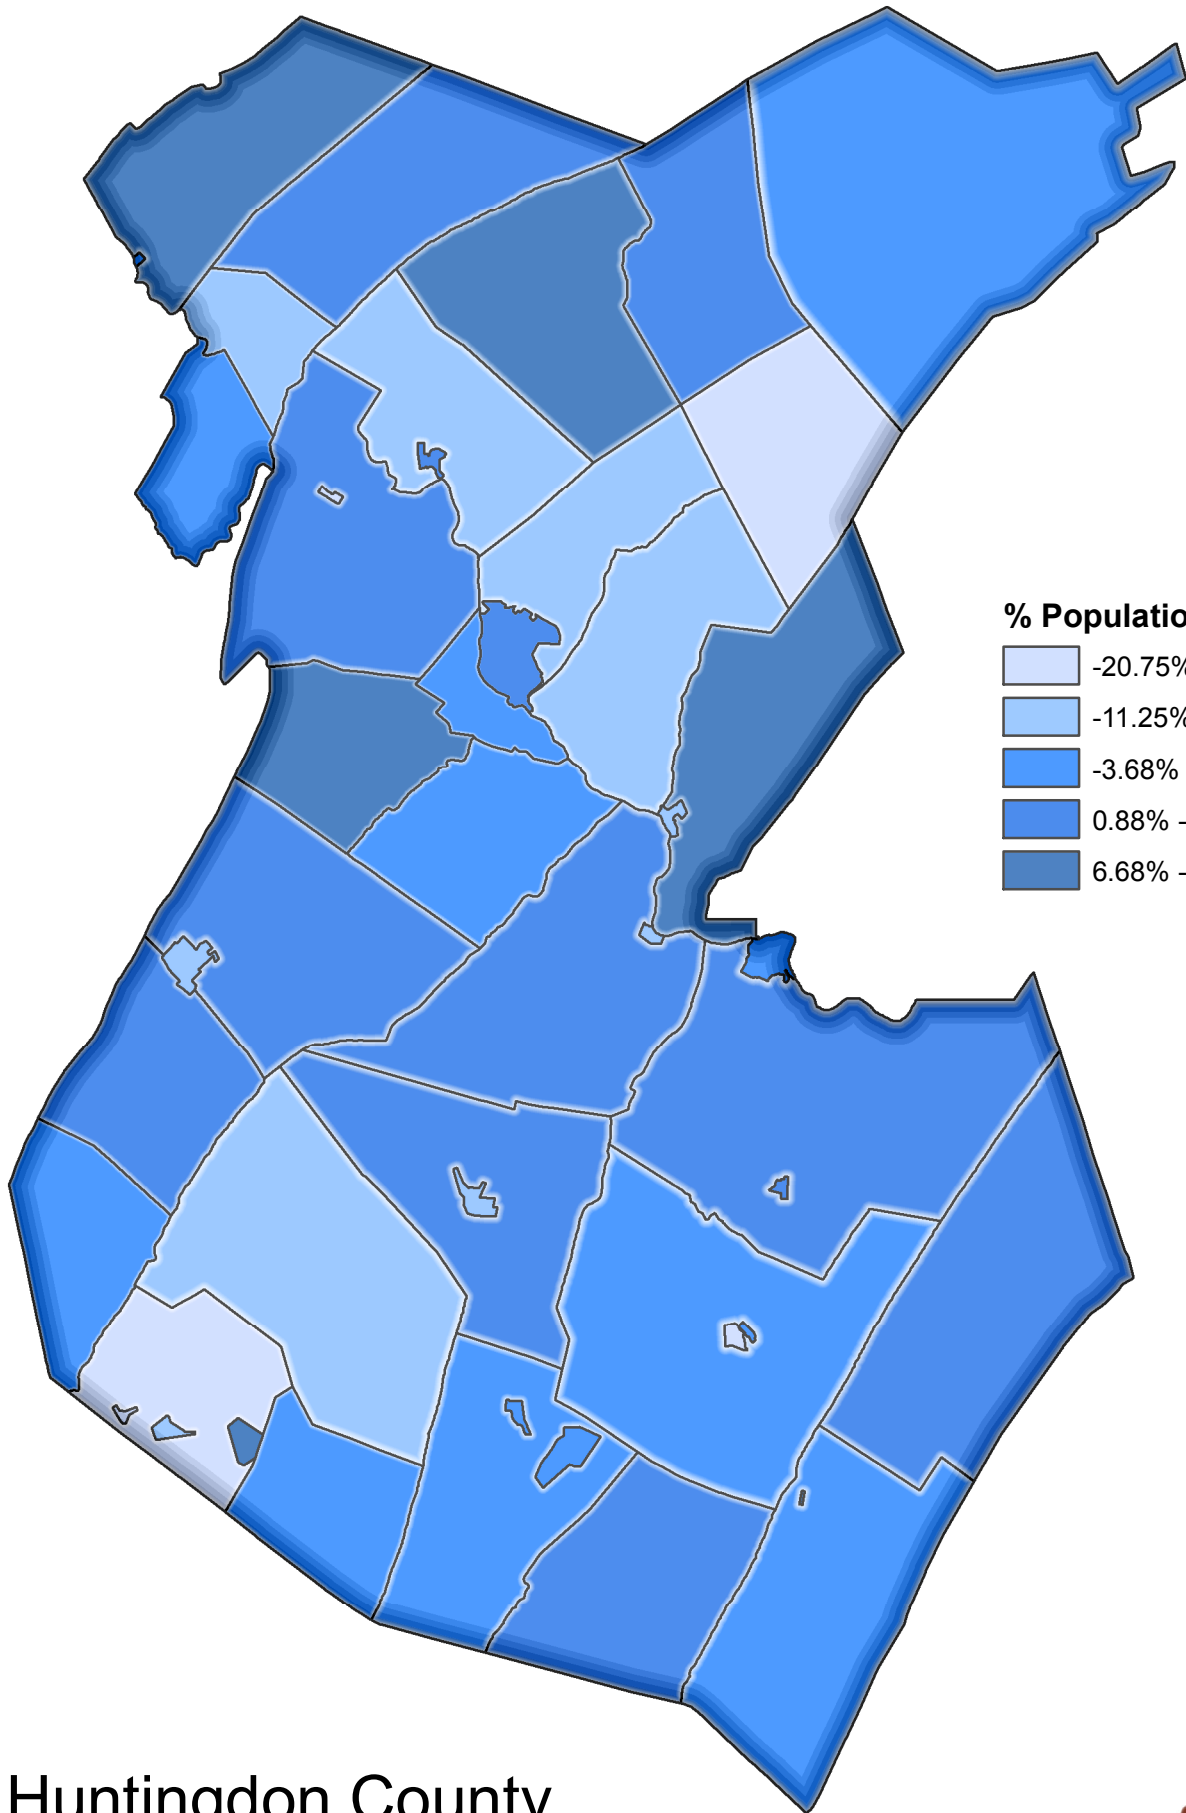 % Populatio
-20.75%
-11.25%
-3.68%
0.88% -
6.68% -
Huntingdon County